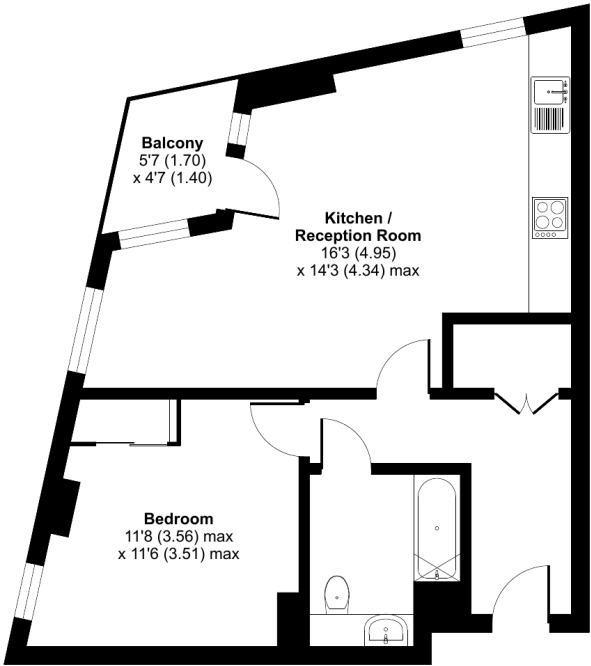 Balcony
5'7 (1.70)
x 4'7 (1.40)
Kitchen /
Reception Room
16'3 (4.95)
x 14'3 (4.34) max
Bedroom
11'8 (3.56) max
x 11'6 (3.51) max